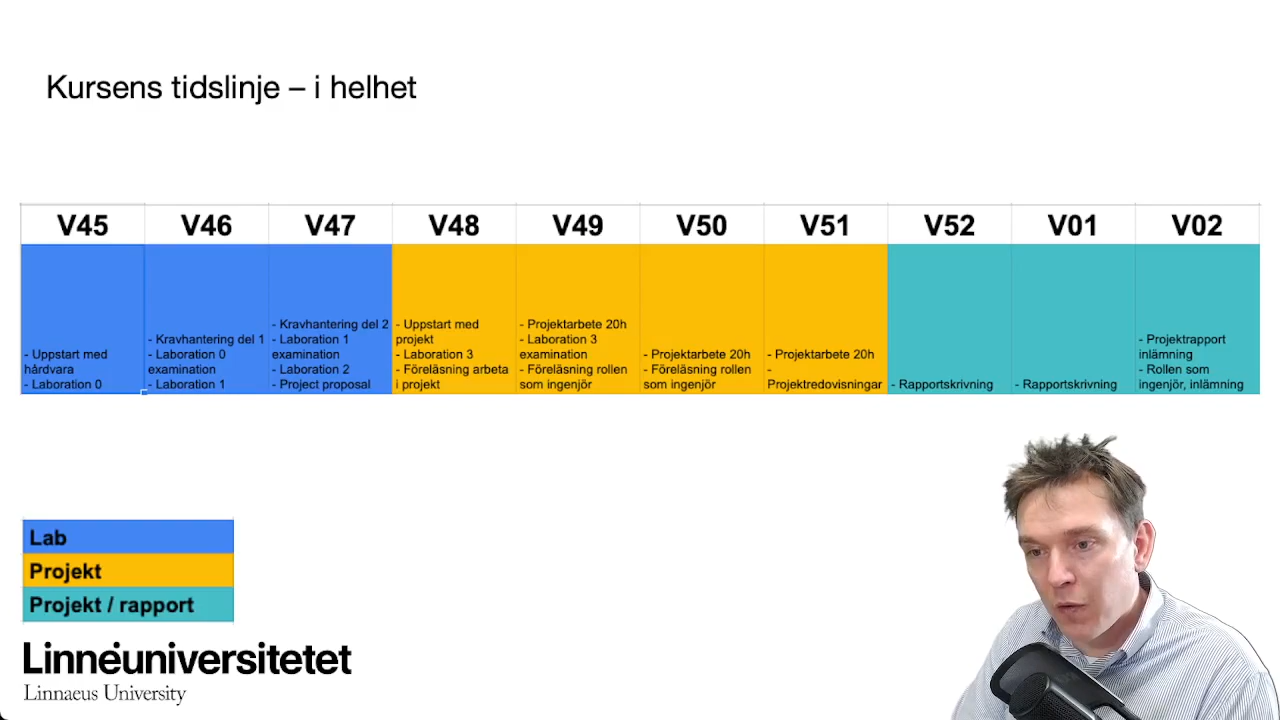 Kursens tidslinje – i helhet
V45 V46 V47 V48 V49 V50 V51 V52 V01 V02
- Uppstart med
hårdvara
- Laboration 0
- Kravhantering del 1
- Laboration 0
examination
- Laboration 1
- Kravhantering del 2
- Laboration 1
examination
- Laboration 2
- Project proposal
- Uppstart med
projekt
- Laboration 3
- Föreläsning arbeta
i projekt
- Projektarbete 20h
- Laboration 3
examination
- Föreläsning rollen
som ingenjör
- Projektarbete 20h
- Föreläsning rollen
som ingenjör
- Projektarbete 20h
-
Projektredovisningar
- Rapportskrivning
- Rapportskrivning
- Projektrapport
inlämning
- Rollen som
ingenjör, inlämning
Lab
Projekt
Projekt / rapport
Linnéuniversitetet
Linnaeus University